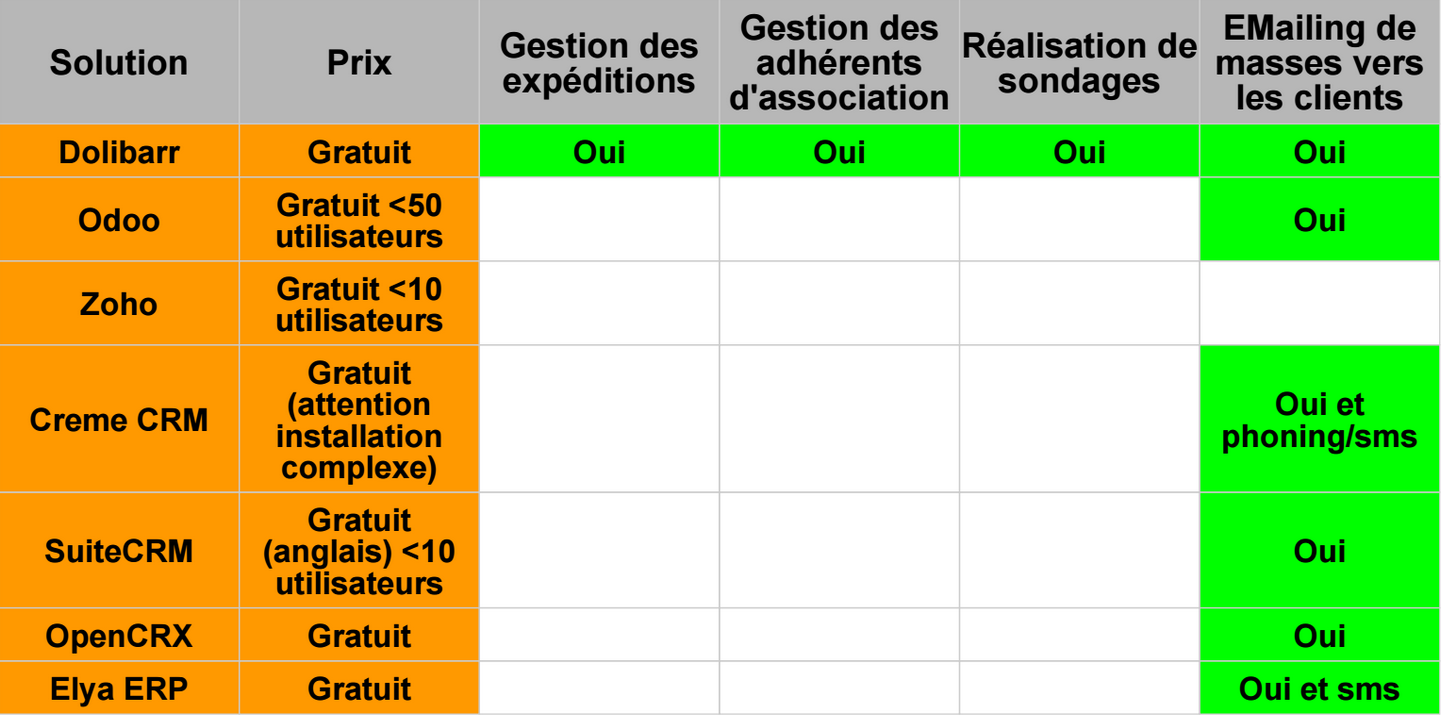 Solution
Prix
Gestion des
expéditions
Gestion des
adhérents
d'association
Réalisation de
sondages
EMailing de
masses vers
les clients
Dolibarr
Gratuit
Oui
Oui
Oui
Oui
Odoo
Gratuit <50
utilisateurs
Oui
Zoho
Gratuit <10
utilisateurs
Creme CRM
Gratuit
(attention
installation
complexe)
Oui et
phoning/sms
SuiteCRM
Gratuit
(anglais) <10
utilisateurs
Oui
OpenCRX
Gratuit
Oui
Elya ERP
Gratuit
Oui et sms